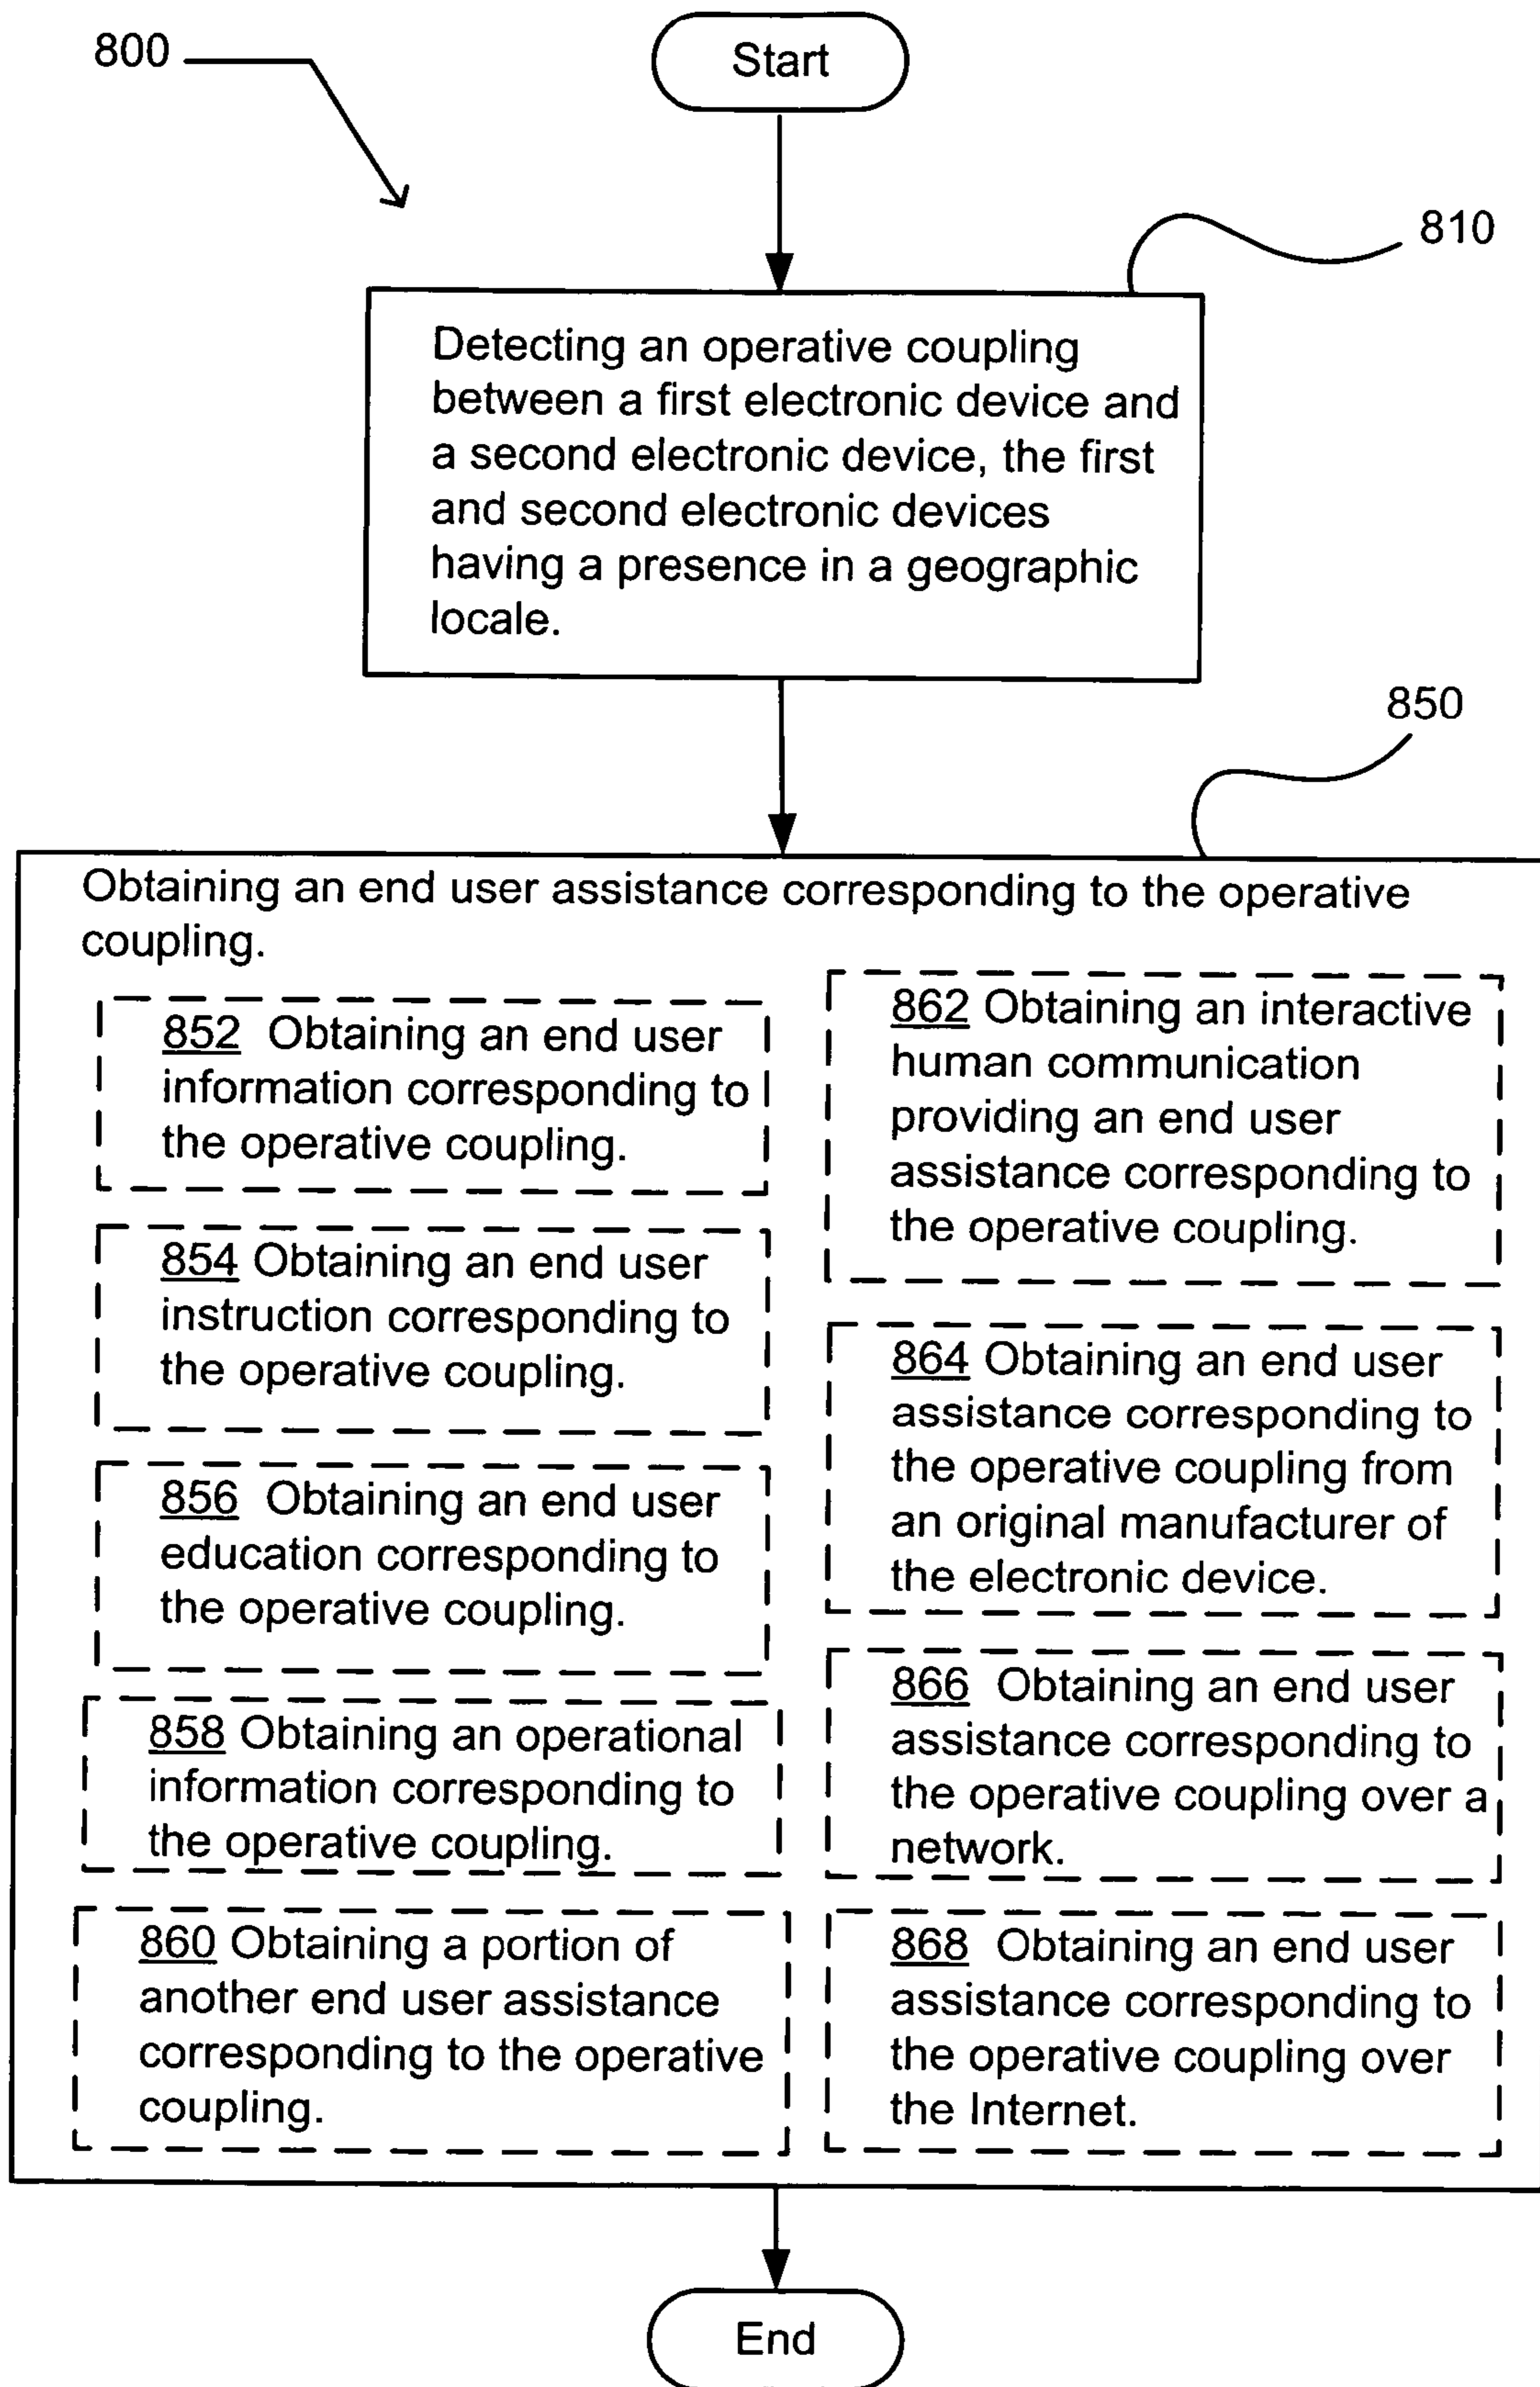 800
Start
810
Detecting an operative coupling
between a first electronic device and
a second electronic device, the first
and second electronic devices
having a presence in a geographic
locale.
850
Obtaining an end user assistance corresponding to the operative
coupling.
852 Obtaining an end user
information corresponding to
the operative coupling.
854 Obtaining an end user
instruction corresponding to
the operative coupling.
856 Obtaining an end user
education corresponding to
the operative coupling.
858 Obtaining an operational
information corresponding to
the operative coupling.
860 Obtaining a portion of
another end user assistance
corresponding to the operative
coupling.
862 Obtaining an interactive
human communication
providing an end user
assistance corresponding to
the operative coupling.
864 Obtaining an end user
assistance corresponding to
the operative coupling from
an original manufacturer of
the electronic device.
866 Obtaining an end user
assistance corresponding to
the operative coupling over a
network.
868 Obtaining an end user
assistance corresponding to
the operative coupling over
the Internet.
End